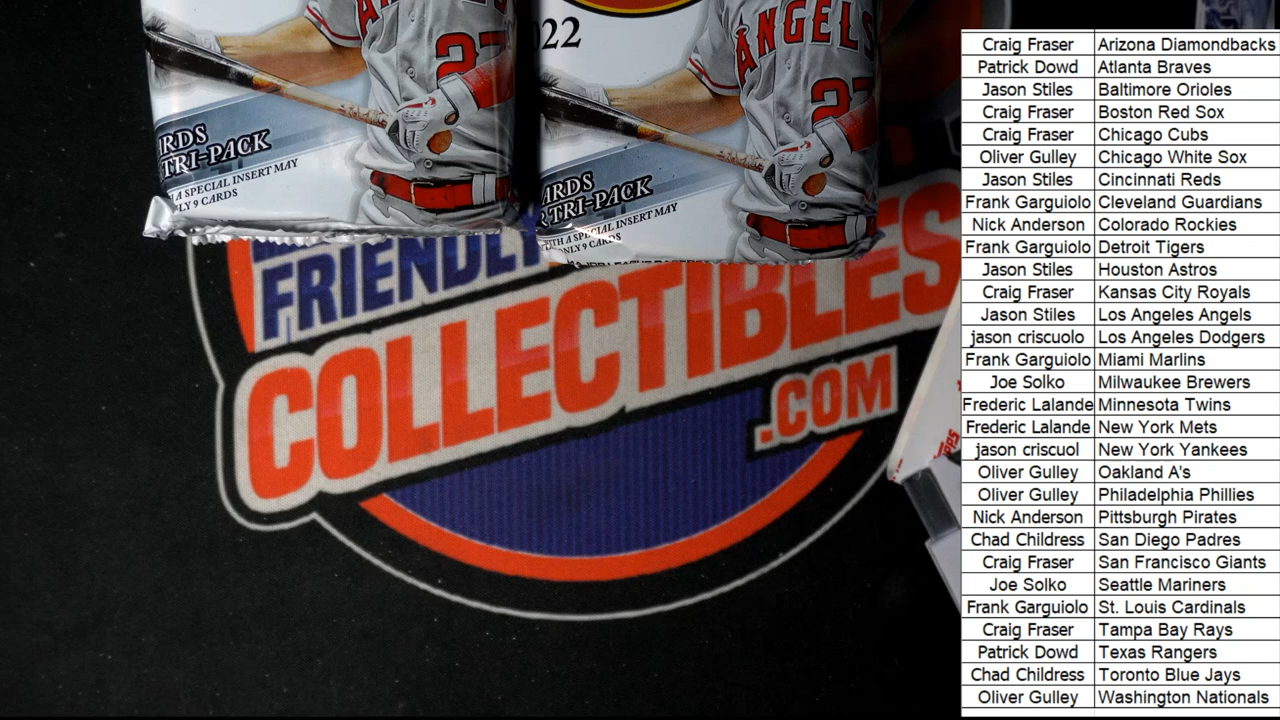 ANGELS
27
RDS
TRI-PACK
A SPECIAL INSERT MAY
LY 9 CARDS
022
ANGELS
27
ARDS
TRI-PACK
TH A SPECIAL INSERT MAY
ONLY 9 CARDS
FRIENDLY
COLLECTIBLES
.COM
TOPPS
Craig Fraser Arizona Diamondbacks
Patrick Dowd Atlanta Braves
Jason Stiles Baltimore Orioles
Craig Fraser Boston Red Sox
Craig Fraser Chicago Cubs
Oliver Gulley Chicago White Sox
Jason Stiles Cincinnati Reds
Frank Garguiolo Cleveland Guardians
Nick Anderson Colorado Rockies
Frank Garguiolo Detroit Tigers
Jason Stiles Houston Astros
Craig Fraser Kansas City Royals
Jason Stiles Los Angeles Angels
jason criscuolo Los Angeles Dodgers
Frank Garguiolo Miami Marlins
Joe Solko Milwaukee Brewers
Frederic Lalande Minnesota Twins
Frederic Lalande New York Mets
jason criscuol New York Yankees
Oliver Gulley Oakland A's
Oliver Gulley Philadelphia Phillies
Nick Anderson Pittsburgh Pirates
Chad Childress San Diego Padres
Craig Fraser San Francisco Giants
Joe Solko Seattle Mariners
Frank Garguiolo St. Louis Cardinals
Craig Fraser Tampa Bay Rays
Patrick Dowd Texas Rangers
Chad Childress Toronto Blue Jays
Oliver Gulley Washington Nationals